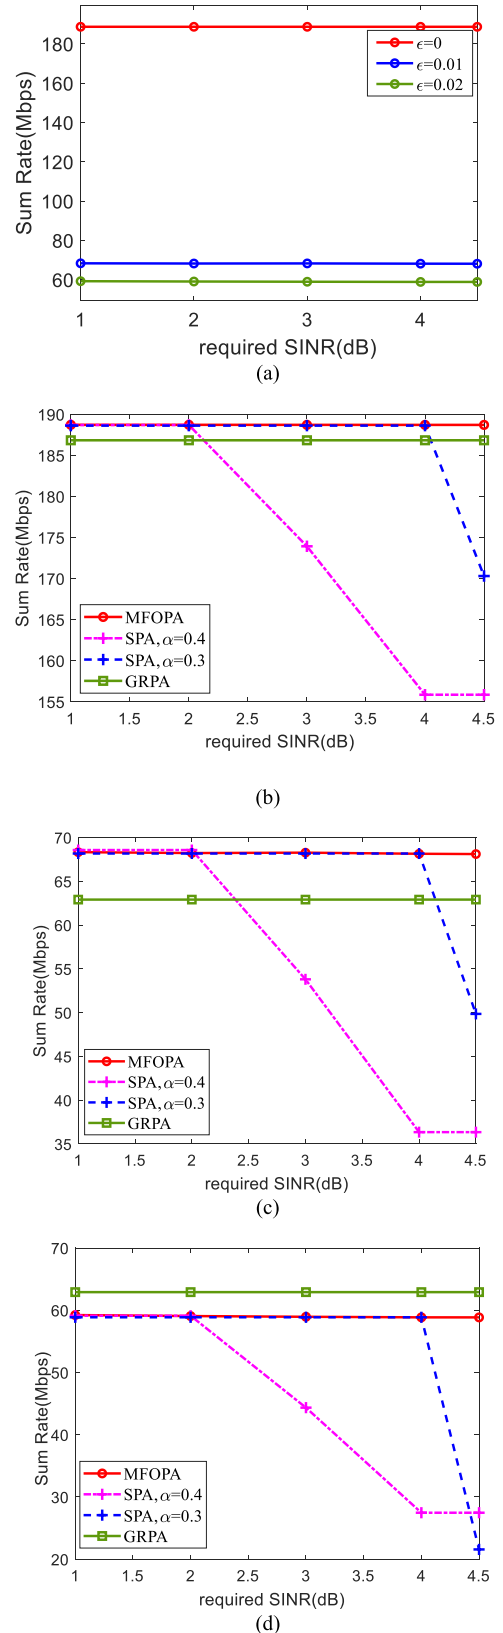 180
160
140
120
100
80
60
Sum Rate(Mbps)
ϵ=0
ϵ=0.01
ϵ=0.02
1 2 3 4
required SINR(dB)
(a)
190
185
180
175
170
165
160
155
Sum Rate(Mbps)
MFOPA
SPA, α=0.4
SPA, α=0.3
GRPA
1 1.5 2 2.5 3 3.5 4 4.5
required SINR(dB)
(b)
70
65
60
55
50
45
40
35
Sum Rate(Mbps)
MFOPA
SPA, α=0.4
SPA, α=0.3
GRPA
1 1.5 2 2.5 3 3.5 4 4.5
required SINR(dB)
(c)
70
60
50
40
30
20
Sum Rate(Mbps)
MFOPA
SPA, α=0.4
SPA, α=0.3
GRPA
1 1.5 2 2.5 3 3.5 4 4.5
required SINR(dB)
(d)